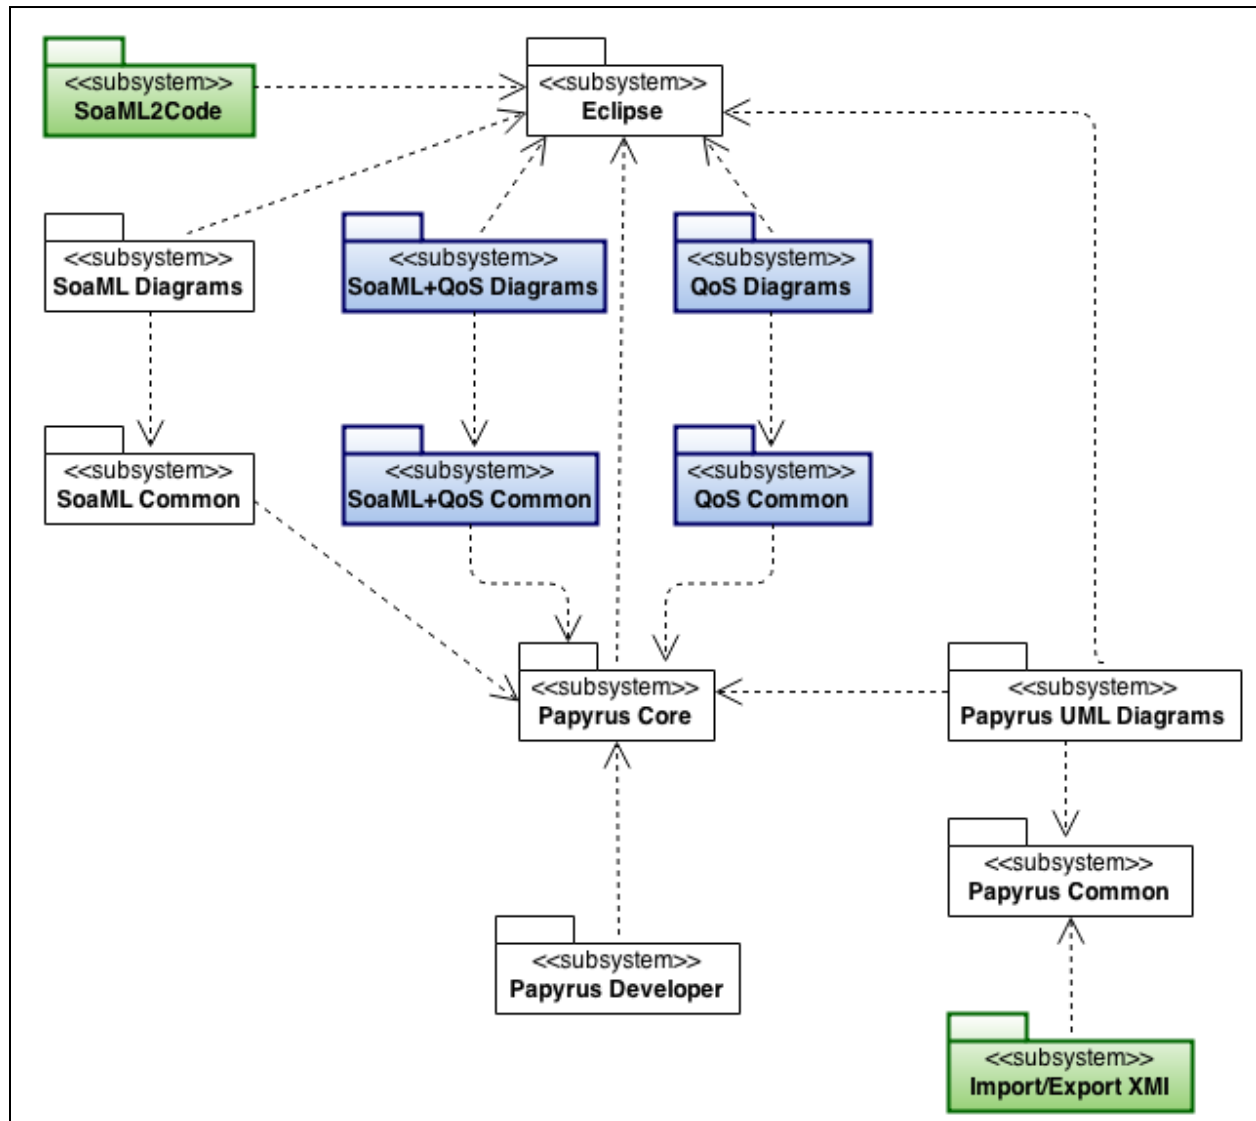 <<subsystem>>
SoaML2Code
<<subsystem>>
Eclipse
<<subsystem>>
SoaML Diagrams
<<subsystem>>
SoaML+QoS Diagrams
<<subsystem>>
QoS Diagrams
<<subsystem>>
SoaML Common
<<subsystem>>
SoaML+QoS Common
<<subsystem>>
QoS Common
<<subsystem>>
Papyrus Core
<<subsystem>>
Papyrus UML Diagrams
<<subsystem>>
Papyrus Common
<<subsystem>>
Papyrus Developer
<<subsystem>>
Import/Export XMI